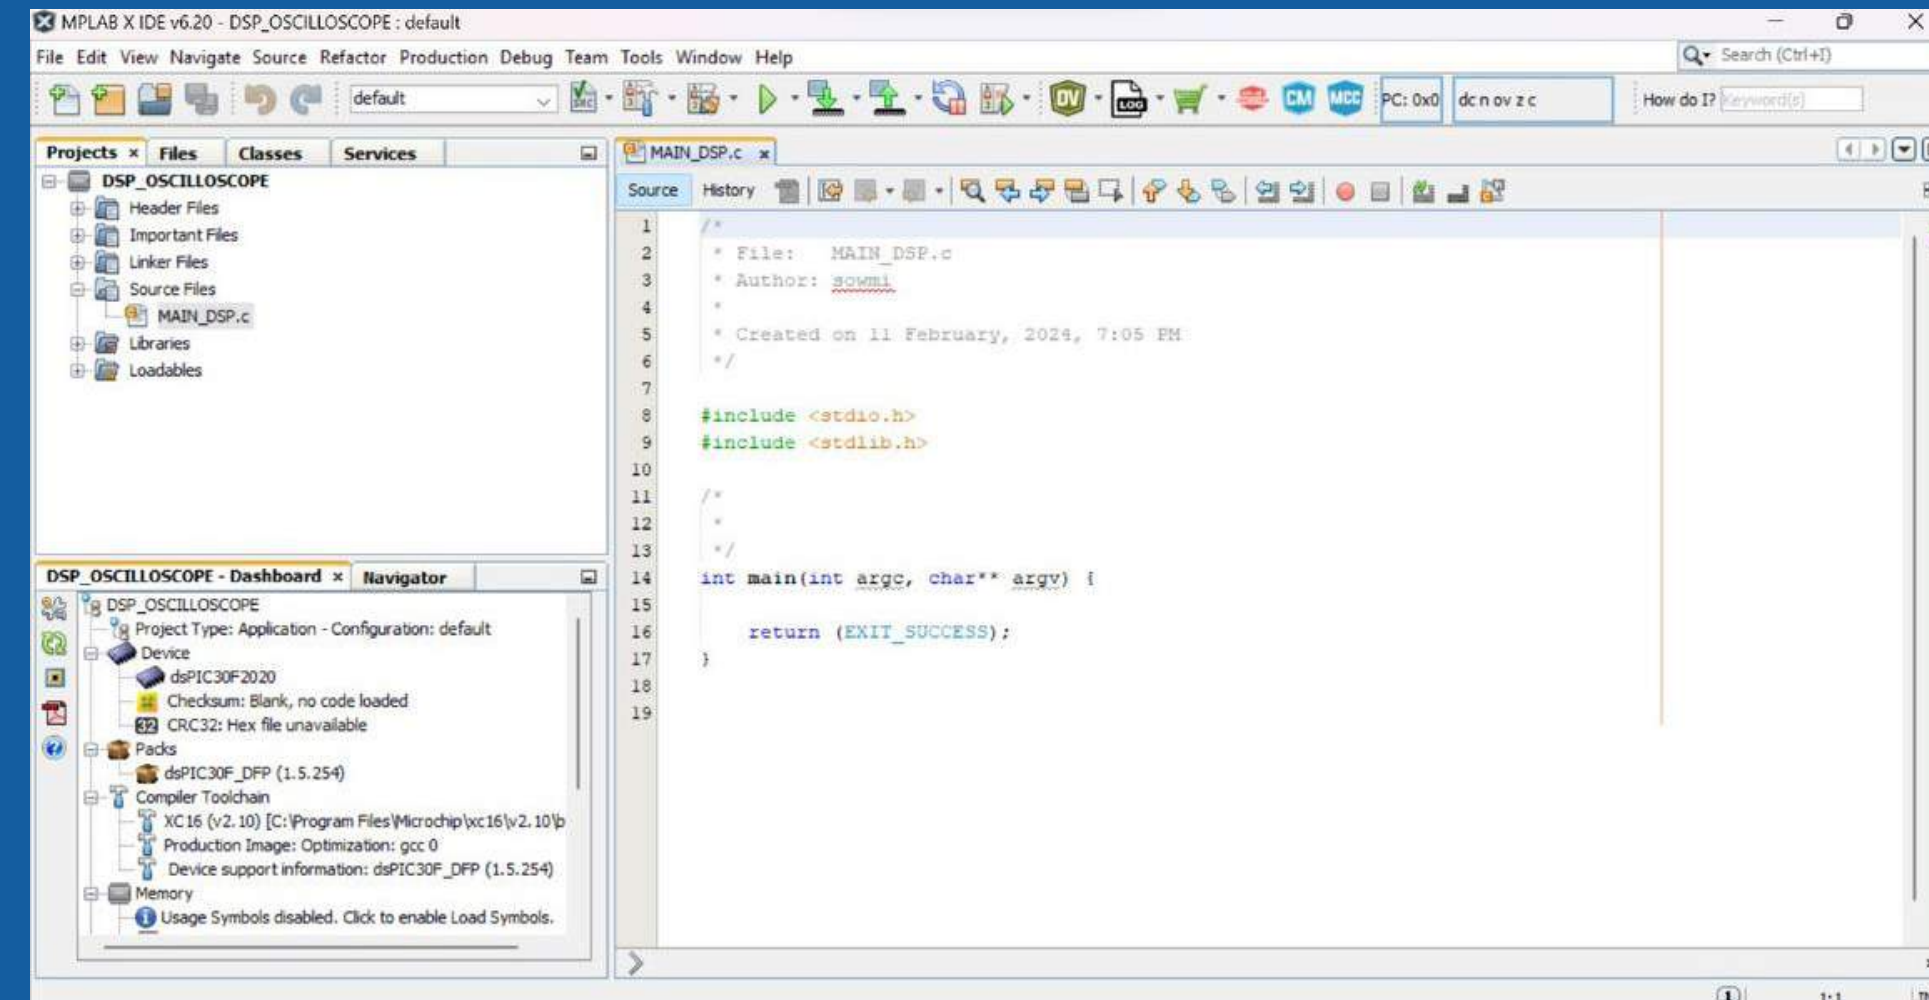 MPLAB X IDE v6.20 - DSP_OSCILLOSCOPE : default
File Edit View Navigate Source Refactor Production Debug Team Tools Window Help
Search (Ctrl+I)
default
DV
LOG
CM
MCC
PC: 0x0
dc n ov z c
How do I? Keyword(s)
Projects × Files Classes Services
DSP_OSCILLOSCOPE
Header Files
Important Files
Linker Files
Source Files
MAIN_DSP.c
Libraries
Loadables
DSP_OSCILLOSCOPE - Dashboard × Navigator
DSP_OSCILLOSCOPE
Project Type: Application - Configuration: default
Device
dsPIC30F2020
Checksum: Blank, no code loaded
32 CRC32: Hex file unavailable
Packs
dsPIC30F_DFP (1.5.254)
Compiler Toolchain
XC16 (v2.10) [C:\Program Files\Microchip\xc16\v2.10\b
Production Image: Optimization: gcc 0
Device support information: dsPIC30F_DFP (1.5.254)
Memory
Usage Symbols disabled. Click to enable Load Symbols.
MAIN_DSP.c ×
Source History
1 /*
2 * File: MAIN_DSP.c
3 * Author: sowmi
4 *
5 * Created on 11 February, 2024, 7:05 PM
6 */
7
8 #include <stdio.h>
9 #include <stdlib.h>
10
11 /*
12 *
13 */
14 int main(int argc, char** argv) {
15
16 return (EXIT_SUCCESS);
17 }
18
19
1 1:1